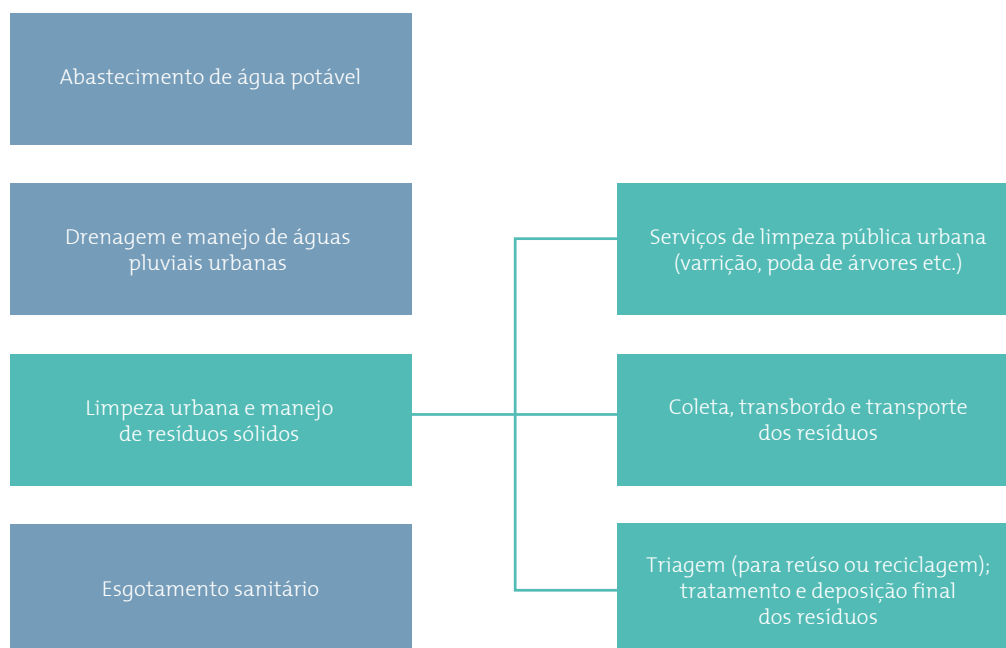 Abastecimento de água potável
Drenagem e manejo de águas
pluviais urbanas
Limpeza urbana e manejo
de resíduos sólidos
Esgotamento sanitário
Serviços de limpeza pública urbana
(varrição, poda de árvores etc.)
Coleta, transbordo e transporte
dos resíduos
Triagem (para reúso ou reciclagem);
tratamento e deposição final
dos resíduos